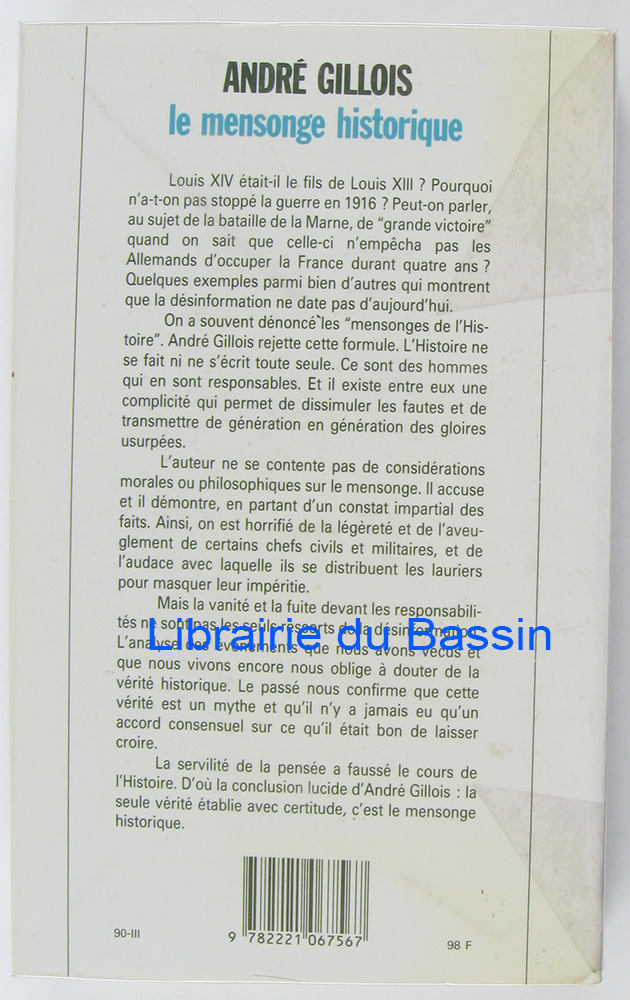 ANDRÉ GILLOIS
le mensonge historique
Louis XIV était-il le fils de Louis XIII ? Pourquoi
n'a-t-on pas stoppé la guerre en 1916 ? Peut-on parler,
au sujet de la bataille de la Marne, de "grande victoire"
quand on sait que celle-ci n'empêcha pas les
Allemands d'occuper la France durant quatre ans ?
Quelques exemples parmi bien d'autres qui montrent
que la désinformation ne date pas d'aujourd'hui.
On a souvent dénoncé les "mensonges de l'His-
toire". André Gillois rejette cette formule. L'Histoire ne
se fait ni ne s'écrit toute seule. Ce sont des hommes
qui en sont responsables. Et il existe entre eux une
complicité qui permet de dissimuler les fautes et de
transmettre de génération en génération des gloires
usurpées.
L'auteur ne se contente pas de considérations
morales ou philosophiques sur le mensonge. Il accuse
et il démontre, en partant d'un constat impartial des
faits. Ainsi, on est horrifié de la légèreté et de l'aveu-
glement de certains chefs civils et militaires, et de
l'audace avec laquelle ils se distribuent les lauriers
pour masquer leur impéritie.
Mais la vanité et la fuite devant les responsabili-
tés ne sont pas les seuls ressorts de la désinformation.
Librairie du Bassin
L'analyse des événements que nous avons vécus et
que nous vivons encore nous oblige à douter de la
vérité historique. Le passé nous confirme que cette
vérité est un mythe et qu'il n'y a jamais eu qu'un
accord consensuel sur ce qu'il était bon de laisser
croire.
La servilité de la pensée a faussé le cours de
l'Histoire. D'où la conclusion lucide d'André Gillois : la
seule vérité établie avec certitude, c'est le mensonge
historique.
90-III
9 782221 067567
98 F